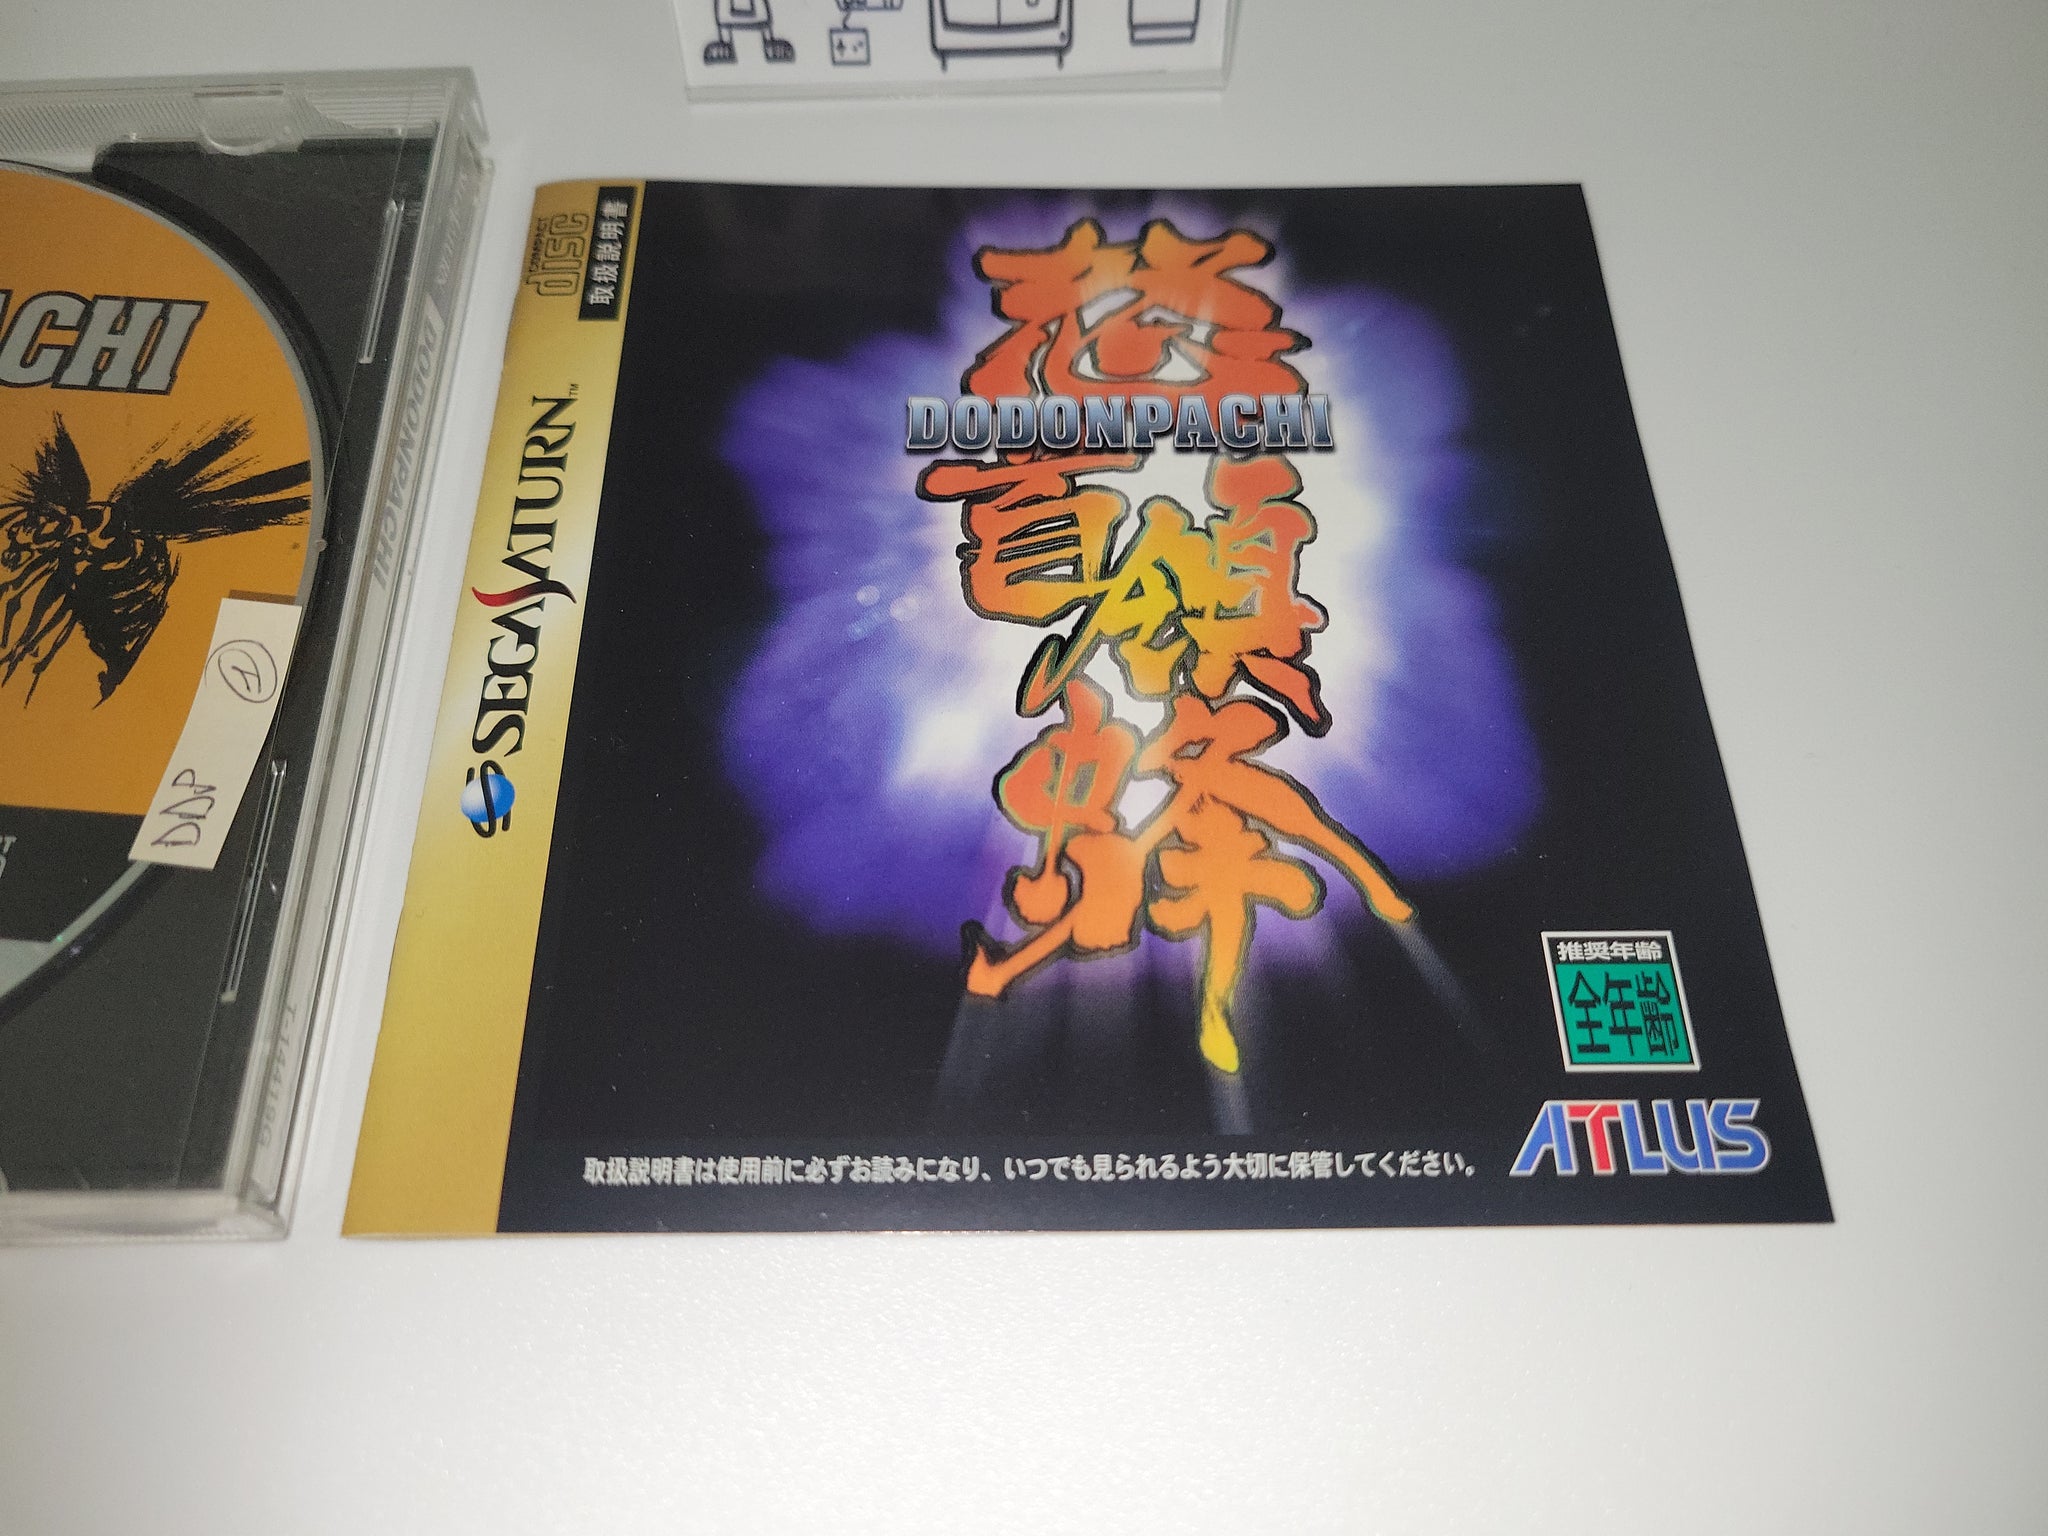 ACHI
DDP
DODONPACHI
T-14419G
COMPACT
disc
取扱説明書
SEGA SATURN™
怒首領蜂
DODONPACHI
推奨年齢
全年齢
ATLUS
取扱説明書は使用前に必ずお読みになり、いつでも見られるよう大切に保管してください。